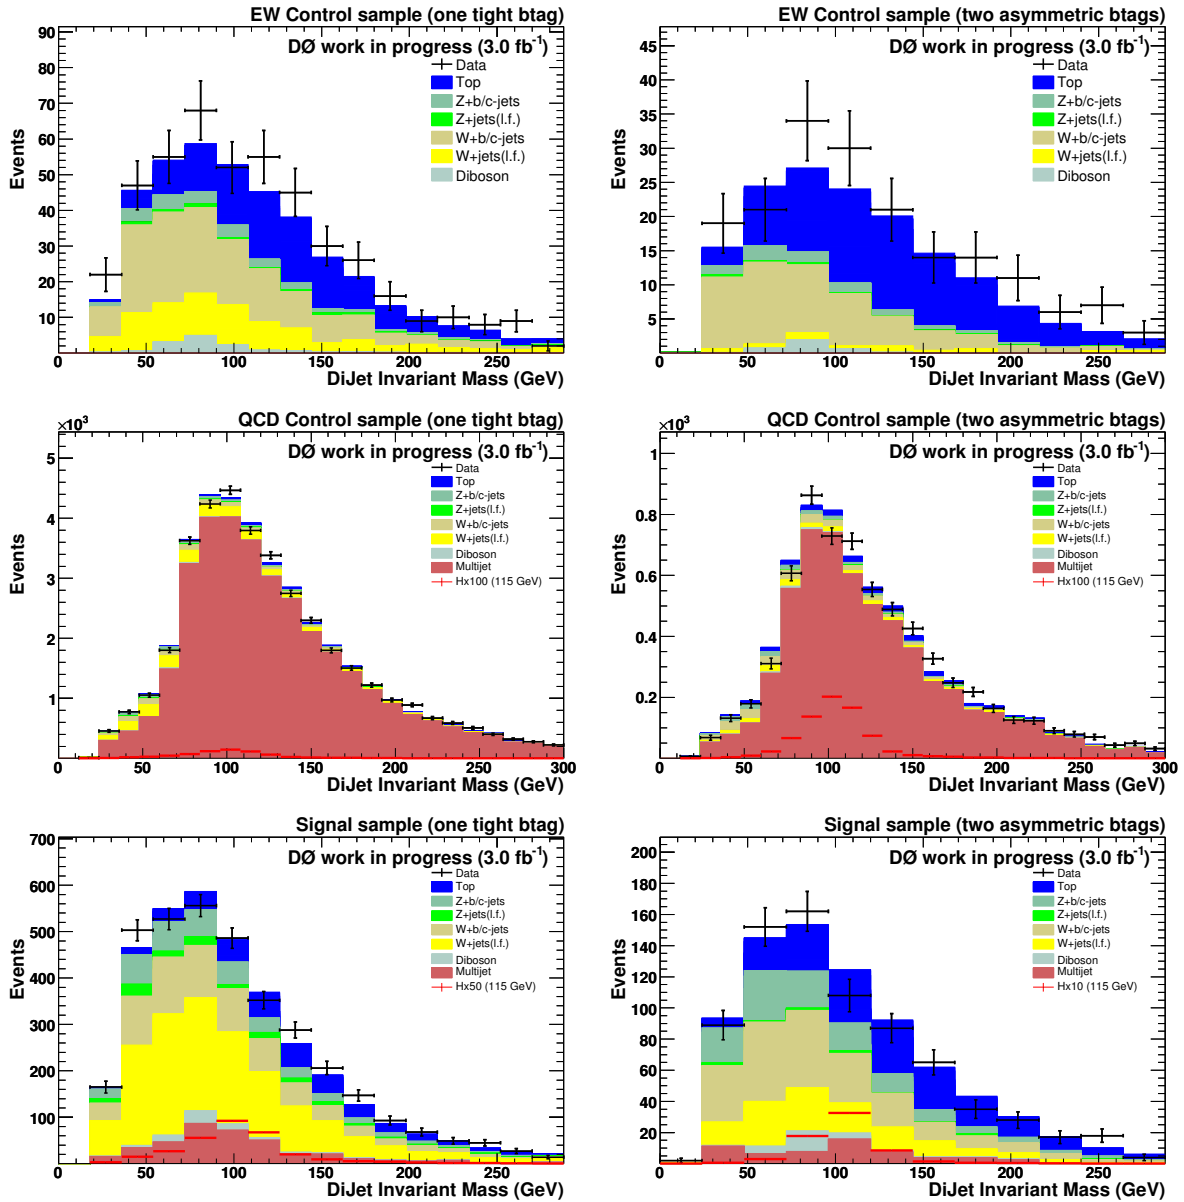 EW Control sample (one tight btag)
DØ work in progress (3.0 fb⁻¹)
Data
Top
Z+b/c-jets
Z+jets(l.f.)
W+b/c-jets
W+jets(l.f.)
Diboson
Events
90
80
70
60
50
40
30
20
10
0 50 100 150 200 250
DiJet Invariant Mass (GeV)
EW Control sample (two asymmetric btags)
DØ work in progress (3.0 fb⁻¹)
Data
Top
Z+b/c-jets
Z+jets(l.f.)
W+b/c-jets
W+jets(l.f.)
Diboson
Events
45
40
35
30
25
20
15
10
5
0 50 100 150 200 250
DiJet Invariant Mass (GeV)
QCD Control sample (one tight btag)
×10³
DØ work in progress (3.0 fb⁻¹)
Data
Top
Z+b/c-jets
Z+jets(l.f.)
W+b/c-jets
W+jets(l.f.)
Diboson
Multijet
Hx100 (115 GeV)
Events
5
4
3
2
1
0 50 100 150 200 250 300
DiJet Invariant Mass (GeV)
QCD Control sample (two asymmetric btags)
×10³
DØ work in progress (3.0 fb⁻¹)
Data
Top
Z+b/c-jets
Z+jets(l.f.)
W+b/c-jets
W+jets(l.f.)
Diboson
Multijet
Hx100 (115 GeV)
Events
1
0.8
0.6
0.4
0.2
0 50 100 150 200 250 300
DiJet Invariant Mass (GeV)
Signal sample (one tight btag)
DØ work in progress (3.0 fb⁻¹)
Data
Top
Z+b/c-jets
Z+jets(l.f.)
W+b/c-jets
W+jets(l.f.)
Diboson
Multijet
Hx50 (115 GeV)
Events
700
600
500
400
300
200
100
0 50 100 150 200 250
DiJet Invariant Mass (GeV)
Signal sample (two asymmetric btags)
DØ work in progress (3.0 fb⁻¹)
Data
Top
Z+b/c-jets
Z+jets(l.f.)
W+b/c-jets
W+jets(l.f.)
Diboson
Multijet
Hx10 (115 GeV)
Events
200
180
160
140
120
100
80
60
40
20
0 50 100 150 200 250
DiJet Invariant Mass (GeV)